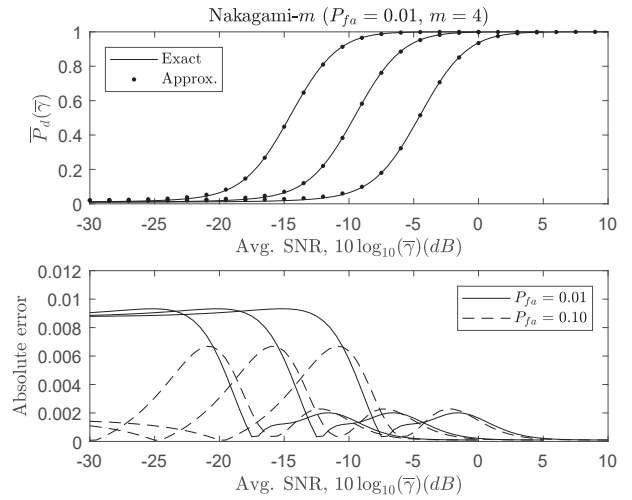 Nakagami-m (P_fa = 0.01, m = 4)
1
0.8
0.6
0.4
0.2
0
P̅_d(γ̅)
Exact
Approx.
-30 -25 -20 -15 -10 -5 0 5 10
Avg. SNR, 10 log₁₀(γ̅)(dB)
0.012
0.01
0.008
0.006
0.004
0.002
0
Absolute error
P_fa = 0.01
P_fa = 0.10
-30 -25 -20 -15 -10 -5 0 5 10
Avg. SNR, 10 log₁₀(γ̅)(dB)